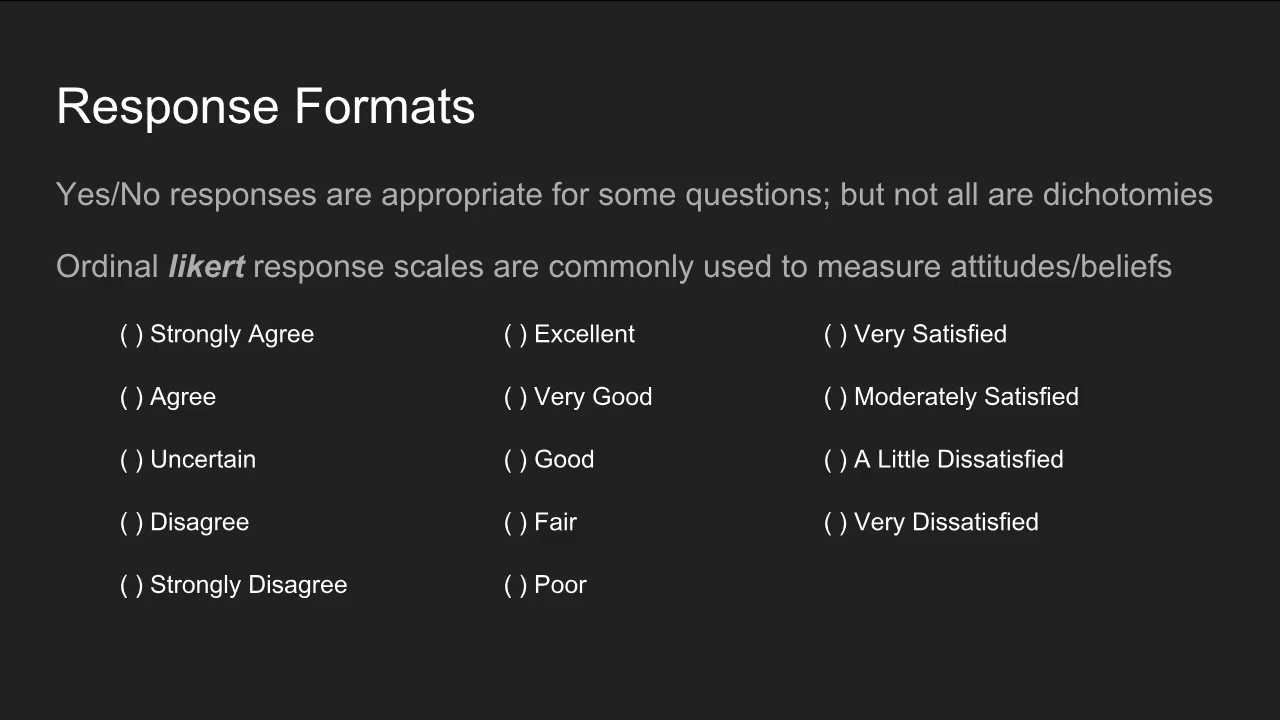 Response Formats
Yes/No responses are appropriate for some questions; but not all are dichotomies
Ordinal likert response scales are commonly used to measure attitudes/beliefs
( ) Strongly Agree
( ) Agree
( ) Uncertain
( ) Disagree
( ) Strongly Disagree
( ) Excellent
( ) Very Good
( ) Good
( ) Fair
( ) Poor
( ) Very Satisfied
( ) Moderately Satisfied
( ) A Little Dissatisfied
( ) Very Dissatisfied